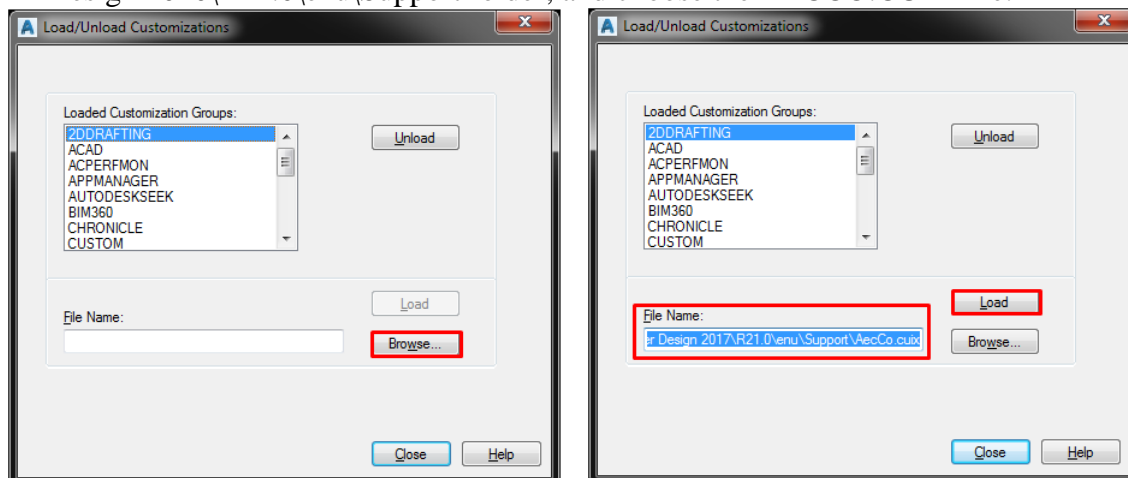 Load/Unload Customizations
Loaded Customization Groups:
2DDRAFTING
ACAD
ACPERFMON
APPMANAGER
AUTODESKSEEK
BIM360
CHRONICLE
CUSTOM
Unload
File Name:
Load
Browse...
Close
Help
Load/Unload Customizations
Loaded Customization Groups:
2DDRAFTING
ACAD
ACPERFMON
APPMANAGER
AUTODESKSEEK
BIM360
CHRONICLE
CUSTOM
Unload
File Name:
er Design 2017\R21.0\enu\Support\AecCo.cuix
Load
Browse...
Close
Help